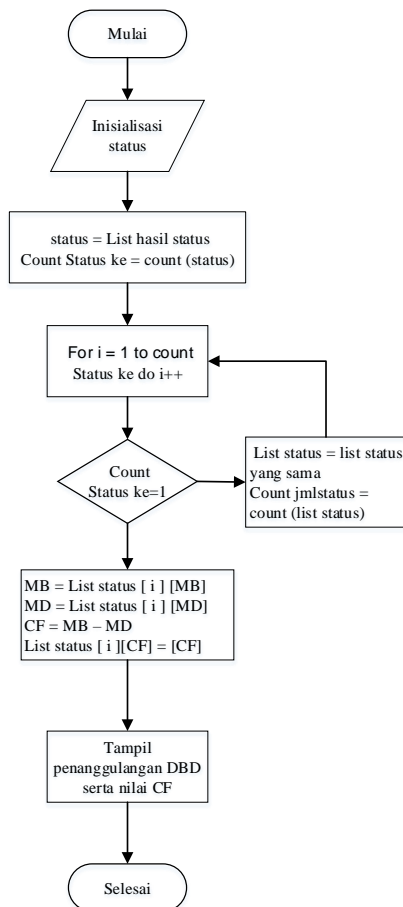 Mulai
Inisialisasi
status
status = List hasil status
Count Status ke = count (status)
For i = 1 to count
Status ke do i++
Count
Status ke=1
List status = list status
yang sama
Count jmlstatus =
count (list status)
MB = List status [ i ] [MB]
MD = List status [ i ] [MD]
CF = MB – MD
List status [ i ][CF] = [CF]
Tampil
penanggulangan DBD
serta nilai CF
Selesai